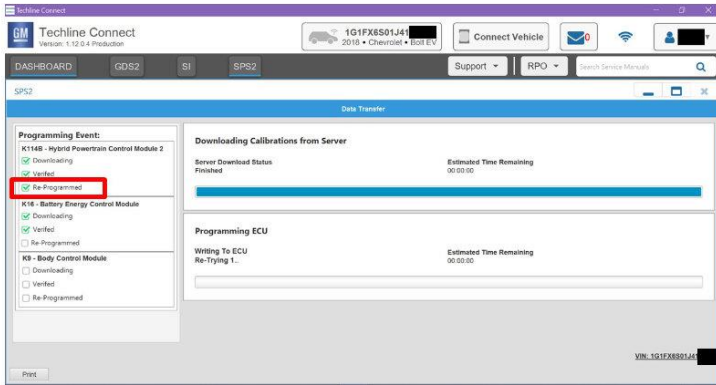 Techline Connect
GM
Techline Connect
Version: 1.12.0.4 Production
1G1FX6S01J41
2018 • Chevrolet • Bolt EV
Connect Vehicle
0
DASHBOARD GDS2 SI SPS2
Support
RPO
Search Service Manuals
SPS2
Data Transfer
Programming Event:
K114B - Hybrid Powertrain Control Module 2
Downloading
Verifed
Re-Programmed
K16 - Battery Energy Control Module
Downloading
Verifed
Re-Programmed
K9 - Body Control Module
Downloading
Verifed
Re-Programmed
Downloading Calibrations from Server
Server Download Status
Finished
Estimated Time Remaining
00:00:00
Programming ECU
Writing To ECU
Re-Trying 1..
Estimated Time Remaining
00:00:00
VIN: 1G1FX6S01J41
Print